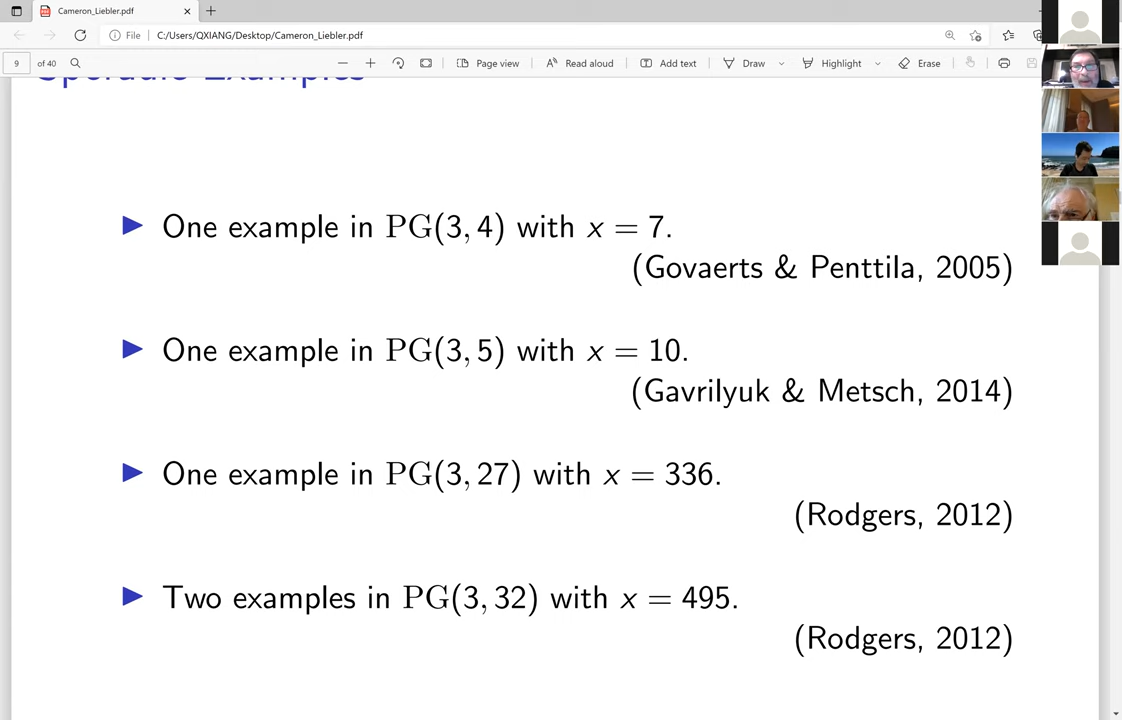 Cameron_Liebler.pdf
File C:/Users/QXIANG/Desktop/Cameron_Liebler.pdf
9 of 40 Page view Read aloud Add text Draw Highlight Erase
Sporadic Examples
One example in PG(3, 4) with x = 7.
(Govaerts & Penttila, 2005)
One example in PG(3, 5) with x = 10.
(Gavrilyuk & Metsch, 2014)
One example in PG(3, 27) with x = 336.
(Rodgers, 2012)
Two examples in PG(3, 32) with x = 495.
(Rodgers, 2012)